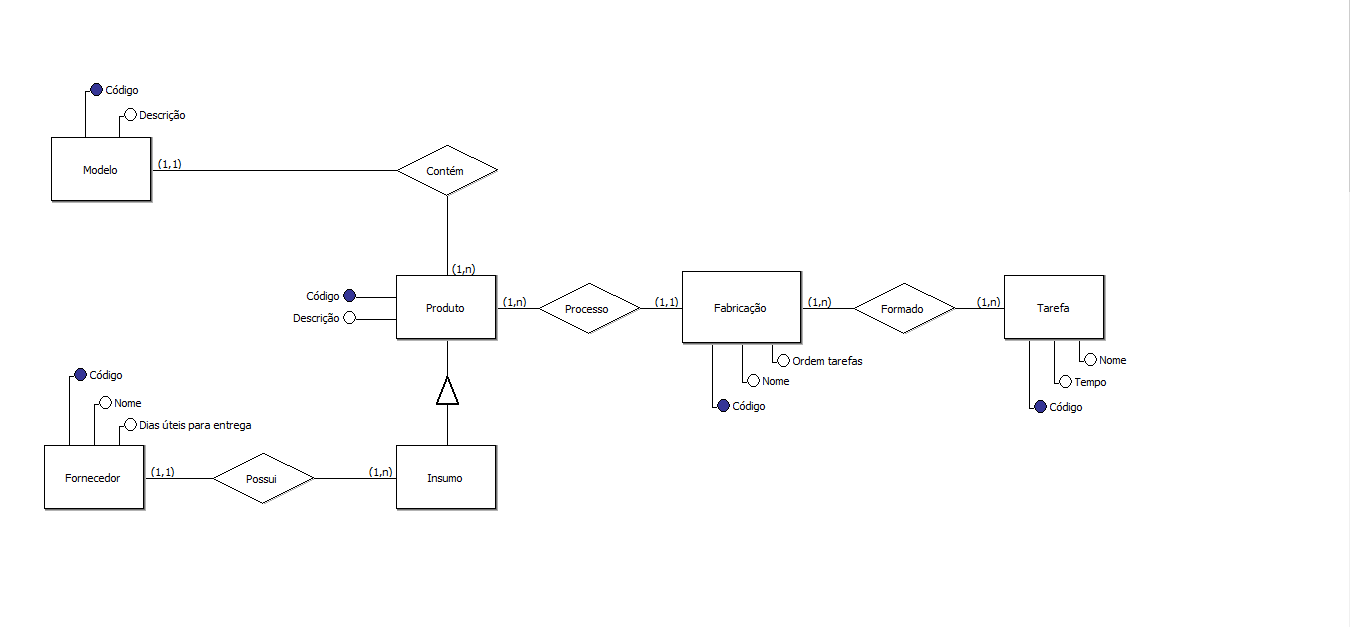 Código
Descrição
Modelo
(1,1)
Contém
(1,n)
Código
Descrição
Produto
(1,n)
Processo
(1,1)
Fabricação
(1,n)
Formado
(1,n)
Tarefa
Ordem tarefas
Nome
Código
Nome
Tempo
Código
Código
Nome
Dias úteis para entrega
Fornecedor
(1,1)
Possui
(1,n)
Insumo